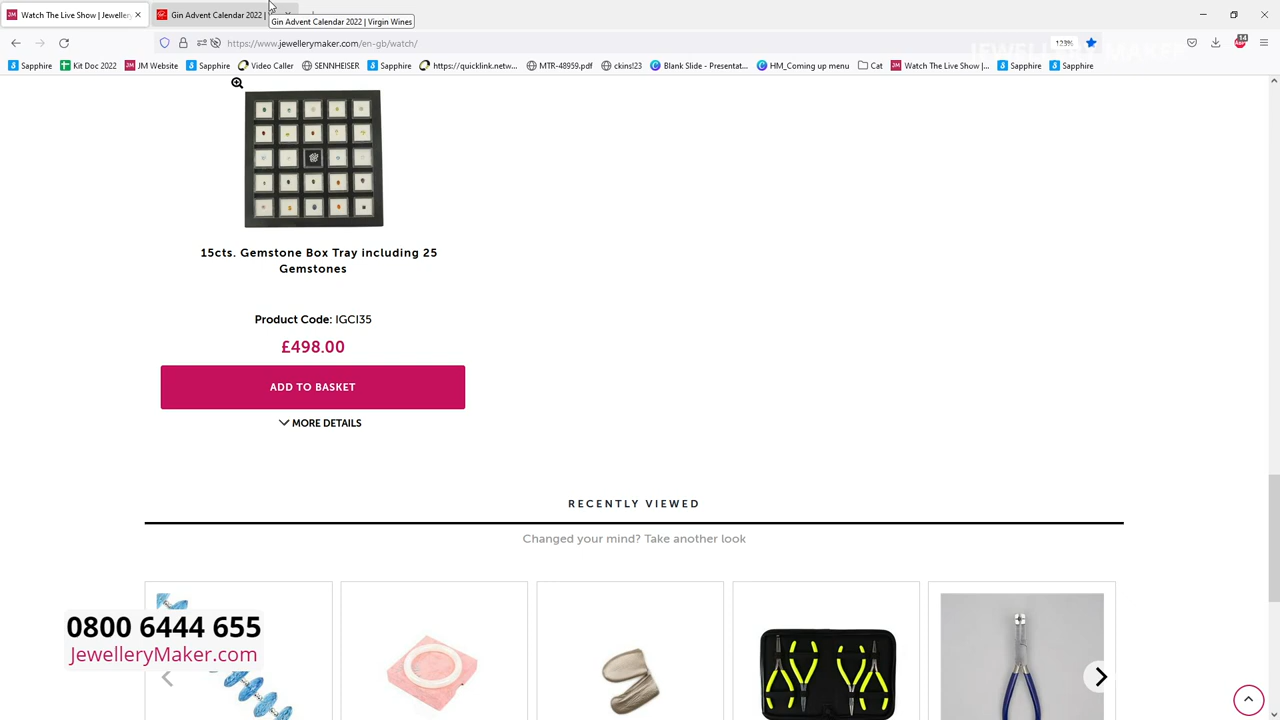 Watch The Live Show | Jewellery
Gin Advent Calendar 2022 |
Gin Advent Calendar 2022 | Virgin Wines
https://www.jewellerymaker.com/en-gb/watch/
123%
14
JEWELLERY MAKER
Sapphire
Kit Doc 2022
JM Website
Sapphire
Video Caller
SENNHEISER
Sapphire
https://quicklink.netw...
MTR-48959.pdf
ckins!23
Blank Slide - Presentat...
HM_Coming up menu
Cat
Watch The Live Show |...
Sapphire
Sapphire
15cts. Gemstone Box Tray including 25
Gemstones
Product Code: IGCI35
£498.00
ADD TO BASKET
MORE DETAILS
RECENTLY VIEWED
Changed your mind? Take another look
0800 6444 655
JewelleryMaker.com